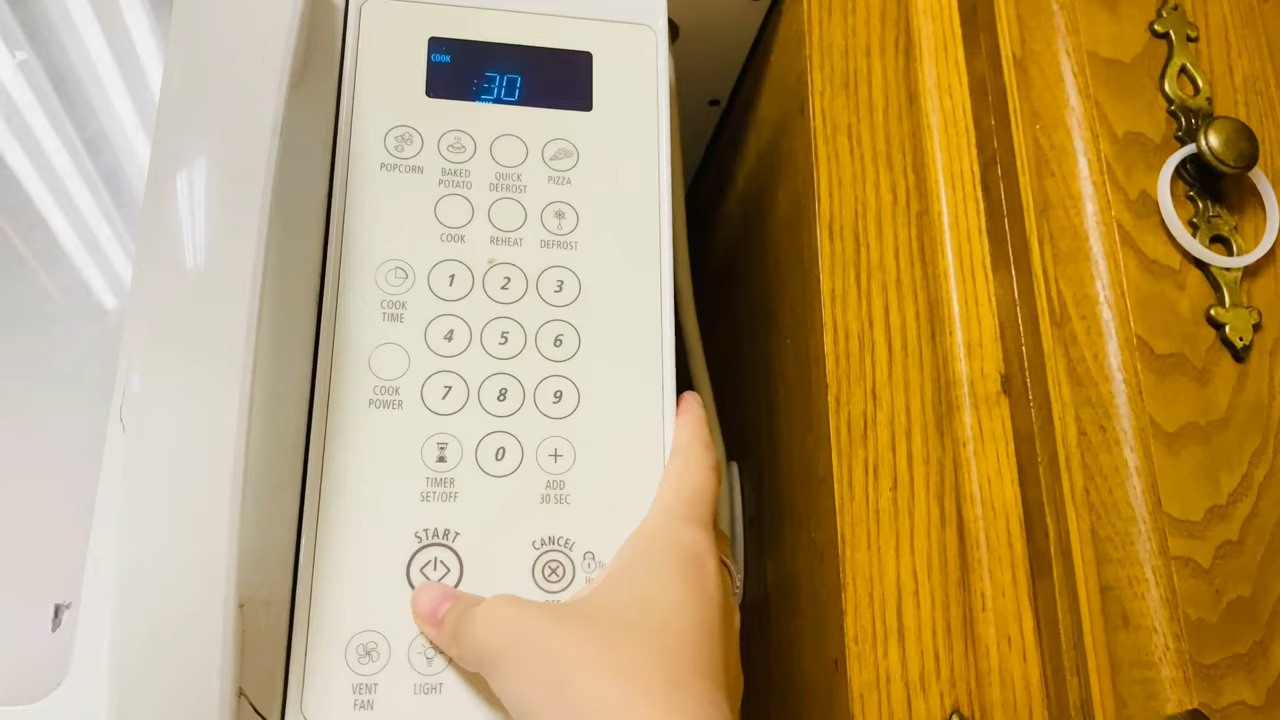 COOK
:30
POPCORN
BAKED
POTATO
QUICK
DEFROST
PIZZA
COOK
REHEAT
DEFROST
COOK
TIME
1
2
3
4
5
6
COOK
POWER
7
8
9
TIMER
SET/OFF
0
ADD
30 SEC
START
CANCEL
VENT
FAN
LIGHT